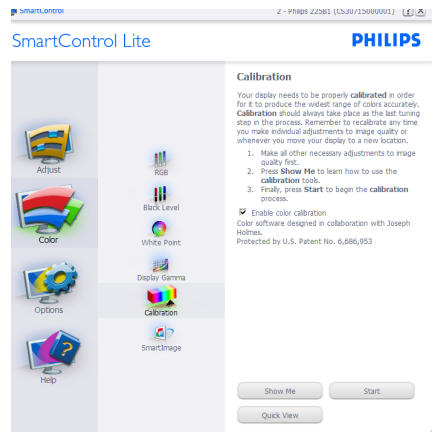 SmartControl
2 - Philips 225B1 (CS30715000001)
SmartControl Lite
PHILIPS
Adjust
Color
Options
Help
RGB
Black Level
White Point
Display Gamma
Calibration
SmartImage
Calibration
Your display needs to be properly calibrated in order
for it to produce the widest range of colors accurately.
Calibration should always take place as the last tuning
step in the process. Remember to recalibrate any time
you make individual adjustments to image quality or
whenever you move your display to a new location.
1. Make all other necessary adjustments to image
quality first.
2. Press Show Me to learn how to use the
calibration tools.
3. Finally, press Start to begin the calibration
process.
Enable color calibration
Color software designed in collaboration with Joseph
Holmes.
Protected by U.S. Patent No. 6,686,953
Show Me
Start
Quick View